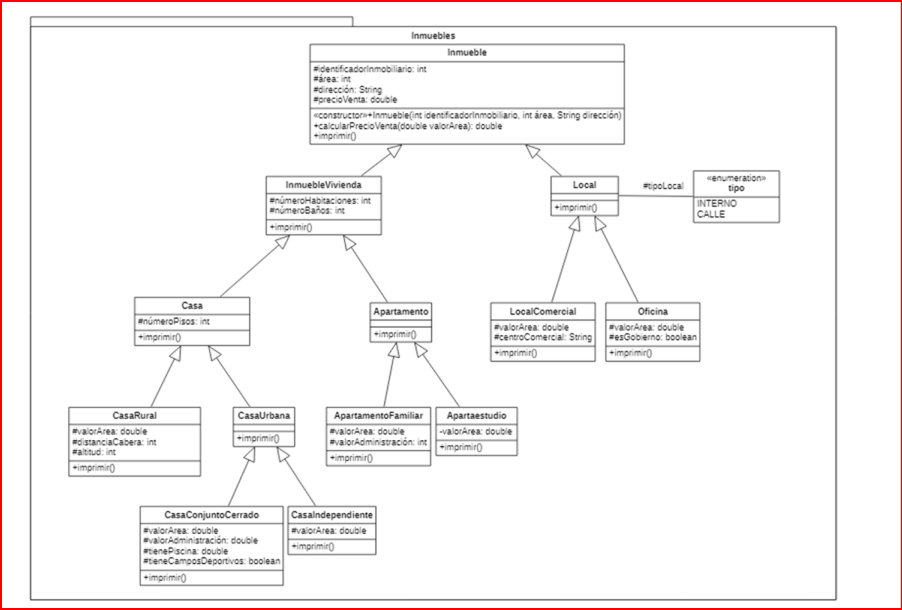 Inmuebles
Inmueble
#identificadorInmobiliario: int
#área: int
#dirección: String
#precioVenta: double
«constructor»+Inmueble(int identificadorInmobiliario, int área, String dirección)
+calcularPrecioVenta(double valorArea): double
+imprimir()
InmuebleVivienda
#númeroHabitaciones: int
#númeroBaños: int
+imprimir()
Local
+imprimir()
#tipoLocal
«enumeration»
tipo
INTERNO
CALLE
Casa
#númeroPisos: int
+imprimir()
Apartamento
+imprimir()
LocalComercial
#valorArea: double
#centroComercial: String
+imprimir()
Oficina
#valorArea: double
#esGobierno: boolean
+imprimir()
CasaRural
#valorArea: double
#distanciaCabera: int
#altitud: int
+imprimir()
CasaUrbana
+imprimir()
ApartamentoFamiliar
#valorArea: double
#valorAdministración: int
+imprimir()
Apartaestudio
-valorArea: double
+imprimir()
CasaConjuntoCerrado
#valorArea: double
#valorAdministración: double
#tienePiscina: double
#tieneCamposDeportivos: boolean
+imprimir()
CasaIndependiente
#valorArea: double
+imprimir()